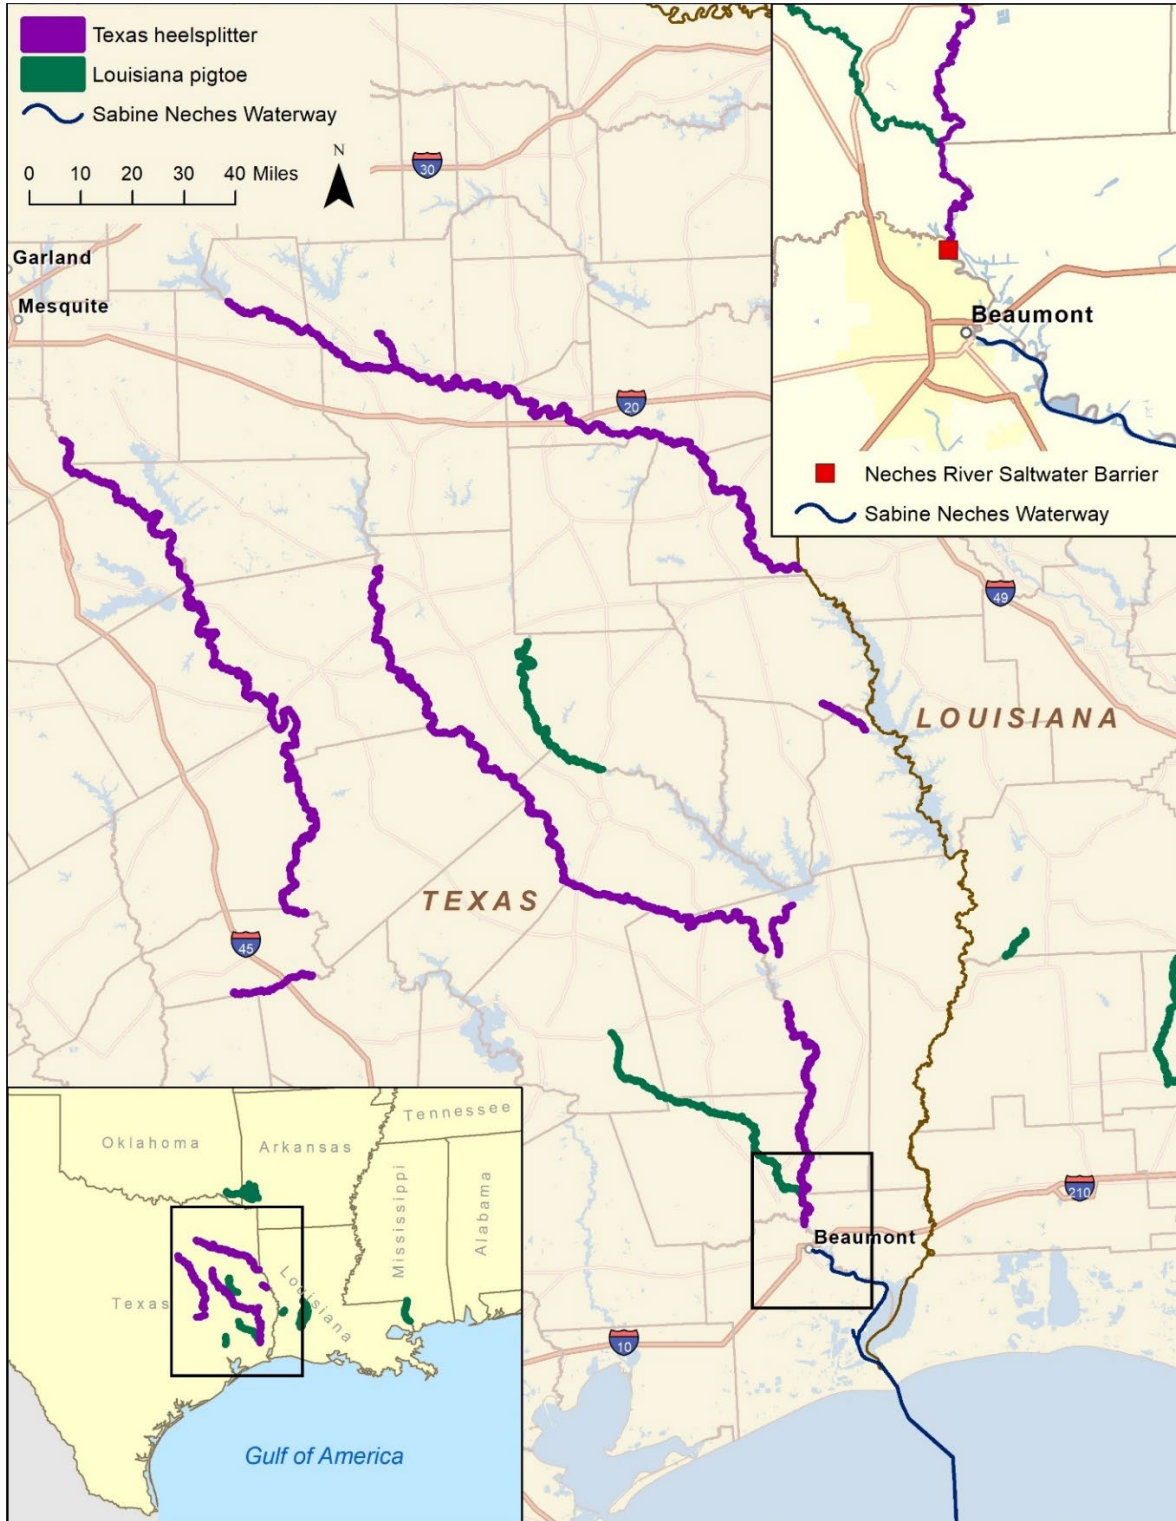 Texas heelsplitter
Louisiana pigtoe
Sabine Neches Waterway
0 10 20 30 40 Miles
N
30
Garland
Mesquite
20
Beaumont
Neches River Saltwater Barrier
Sabine Neches Waterway
49
LOUISIANA
TEXAS
45
210
Beaumont
10
Oklahoma
Arkansas
Tennessee
Mississippi
Alabama
Texas
Louisiana
Gulf of America